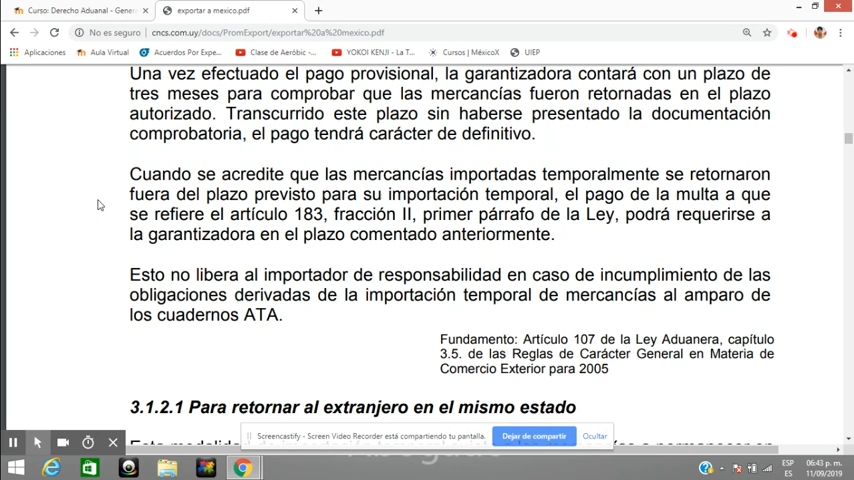 Curso: Derecho Aduanal - Gener
exportar a mexico.pdf
No es seguro
cncs.com.uy/docs/PromExport/exportar%20a%20mexico.pdf
Aplicaciones
Aula Virtual
Acuerdos Por Expe...
Clase de Aeróbic -...
YOKOI KENJI - La T...
Cursos | MéxicoX
UIEP
Una vez efectuado el pago provisional, la garantizadora contará con un plazo de
tres meses para comprobar que las mercancías fueron retornadas en el plazo
autorizado. Transcurrido este plazo sin haberse presentado la documentación
comprobatoria, el pago tendrá carácter de definitivo.
Cuando se acredite que las mercancías importadas temporalmente se retornaron
fuera del plazo previsto para su importación temporal, el pago de la multa a que
se refiere el artículo 183, fracción II, primer párrafo de la Ley, podrá requerirse a
la garantizadora en el plazo comentado anteriormente.
Esto no libera al importador de responsabilidad en caso de incumplimiento de las
obligaciones derivadas de la importación temporal de mercancías al amparo de
los cuadernos ATA.
Fundamento: Artículo 107 de la Ley Aduanera, capítulo
3.5. de las Reglas de Carácter General en Materia de
Comercio Exterior para 2005
3.1.2.1 Para retornar al extranjero en el mismo estado
Screencastify - Screen Video Recorder está compartiendo tu pantalla.
Dejar de compartir
Ocultar
ESP
ES
06:43 p. m.
11/09/2019